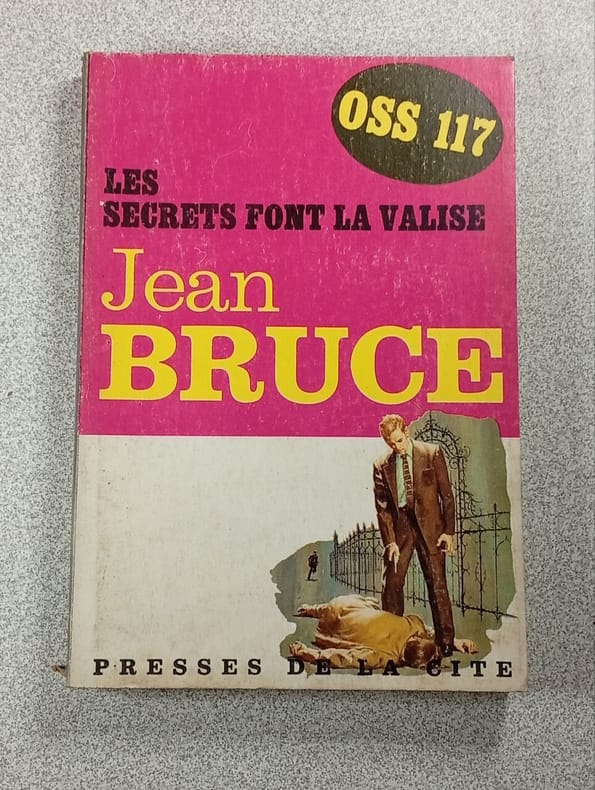 OSS 117
LES
SECRETS FONT LA VALISE
Jean
BRUCE
PRESSES DE LA CITE